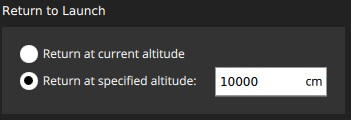 Return to Launch
Return at current altitude
Return at specified altitude: 10000 cm